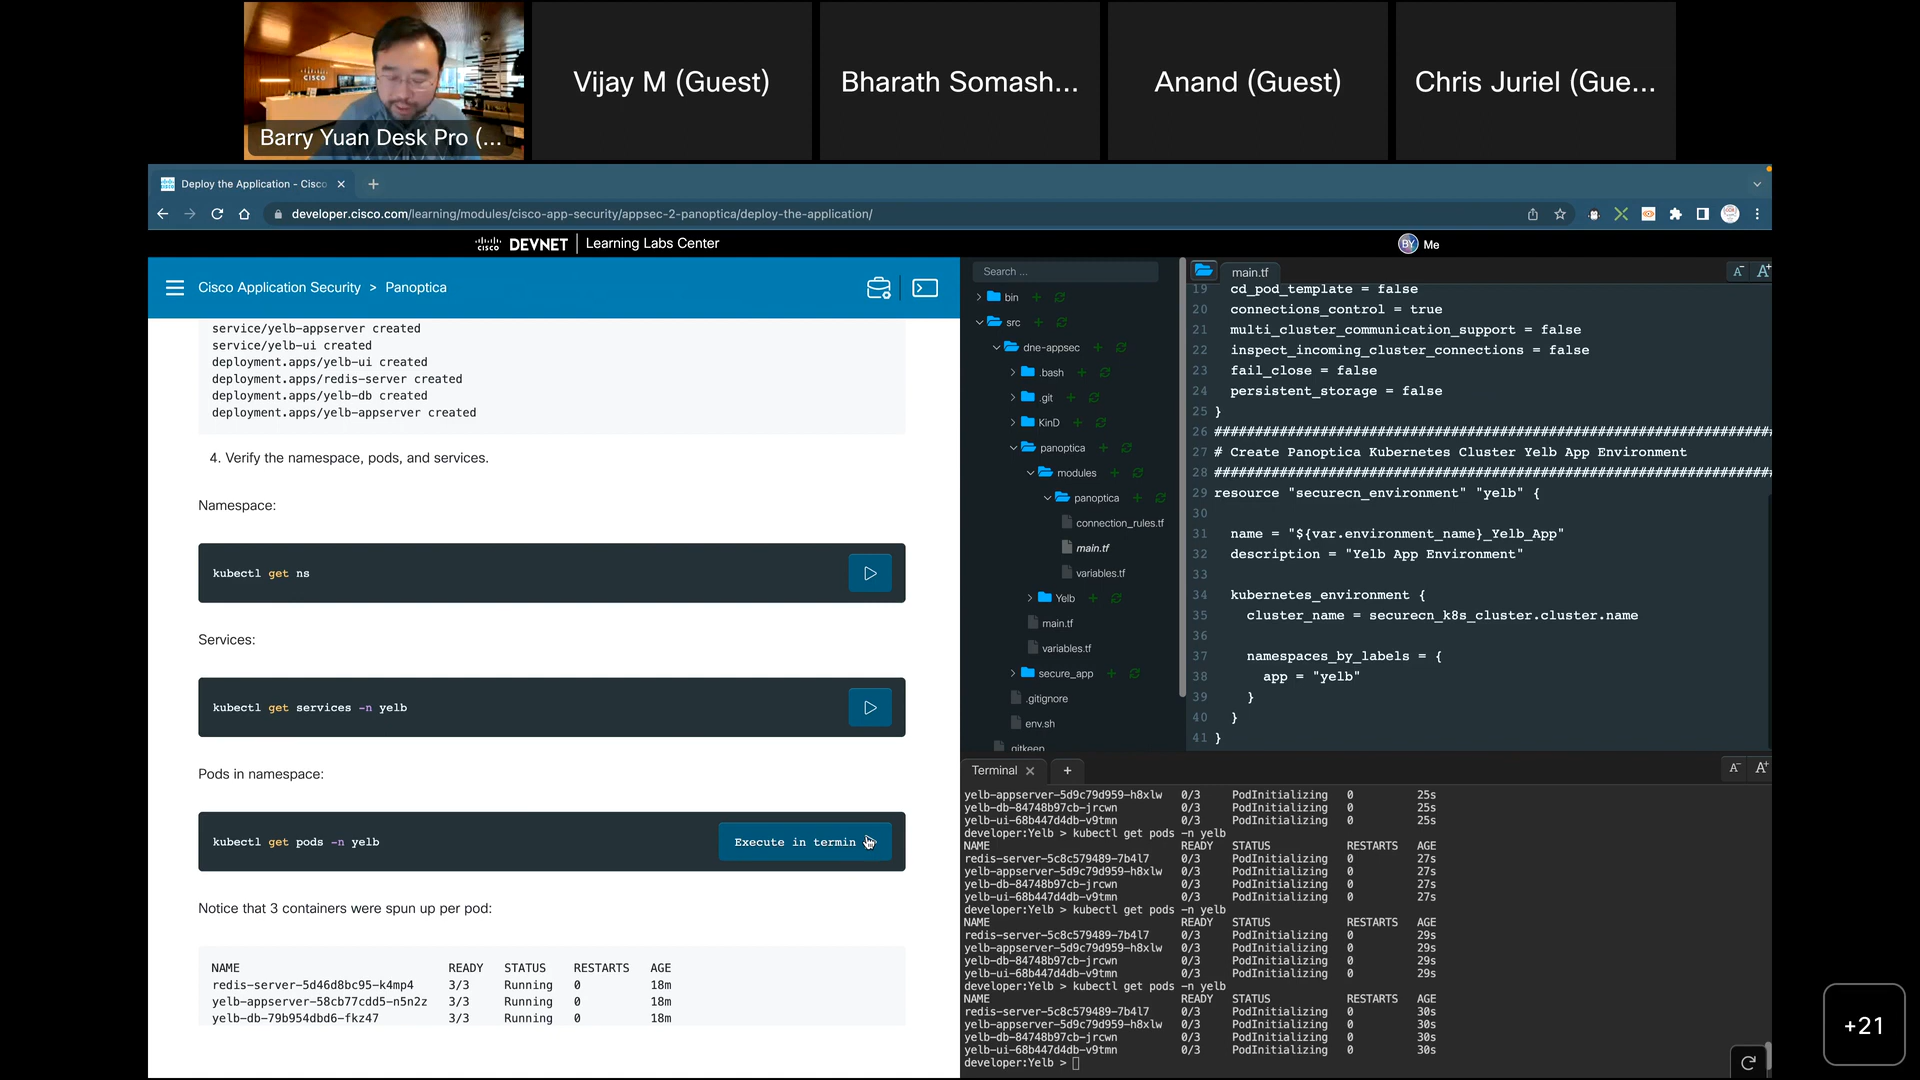 Barry Yuan Desk Pro (...
Vijay M (Guest)
Bharath Somash...
Anand (Guest)
Chris Juriel (Gue...
Deploy the Application - Cisco
developer.cisco.com/learning/modules/cisco-app-security/appsec-2-panoptica/deploy-the-application/
CISCO DEVNET | Learning Labs Center
BY Me
Cisco Application Security > Panoptica
service/yelb-appserver created
service/yelb-ui created
deployment.apps/yelb-ui created
deployment.apps/redis-server created
deployment.apps/yelb-db created
deployment.apps/yelb-appserver created
4. Verify the namespace, pods, and services.
Namespace:
kubectl get ns
Services:
kubectl get services -n yelb
Pods in namespace:
kubectl get pods -n yelb
Execute in termin
Notice that 3 containers were spun up per pod:
NAME READY STATUS RESTARTS AGE
redis-server-5d46d8bc95-k4mp4 3/3 Running 0 18m
yelb-appserver-58cb77cdd5-n5n2z 3/3 Running 0 18m
yelb-db-79b954dbd6-fkz47 3/3 Running 0 18m
Search ...
bin
src
dne-appsec
.bash
.git
KinD
panoptica
modules
panoptica
connection_rules.tf
main.tf
variables.tf
Yelb
main.tf
variables.tf
secure_app
.gitignore
env.sh
.gitkeep
main.tf
A- A+
19 cd_pod_template = false
20 connections_control = true
21 multi_cluster_communication_support = false
22 inspect_incoming_cluster_connections = false
23 fail_close = false
24 persistent_storage = false
25 }
26 ################################################################################
27 # Create Panoptica Kubernetes Cluster Yelb App Environment
28 ################################################################################
29 resource "securecn_environment" "yelb" {
30
31 name = "${var.environment_name}_Yelb_App"
32 description = "Yelb App Environment"
33
34 kubernetes_environment {
35 cluster_name = securecn_k8s_cluster.cluster.name
36
37 namespaces_by_labels = {
38 app = "yelb"
39 }
40 }
41 }
Terminal
A- A+
yelb-appserver-5d9c79d959-h8xlw 0/3 PodInitializing 0 25s
yelb-db-84748b97cb-jrcwn 0/3 PodInitializing 0 25s
yelb-ui-68b447d4db-v9tmn 0/3 PodInitializing 0 25s
developer:Yelb > kubectl get pods -n yelb
NAME READY STATUS RESTARTS AGE
redis-server-5c8c579489-7b4l7 0/3 PodInitializing 0 27s
yelb-appserver-5d9c79d959-h8xlw 0/3 PodInitializing 0 27s
yelb-db-84748b97cb-jrcwn 0/3 PodInitializing 0 27s
yelb-ui-68b447d4db-v9tmn 0/3 PodInitializing 0 27s
developer:Yelb > kubectl get pods -n yelb
NAME READY STATUS RESTARTS AGE
redis-server-5c8c579489-7b4l7 0/3 PodInitializing 0 29s
yelb-appserver-5d9c79d959-h8xlw 0/3 PodInitializing 0 29s
yelb-db-84748b97cb-jrcwn 0/3 PodInitializing 0 29s
yelb-ui-68b447d4db-v9tmn 0/3 PodInitializing 0 29s
developer:Yelb > kubectl get pods -n yelb
NAME READY STATUS RESTARTS AGE
redis-server-5c8c579489-7b4l7 0/3 PodInitializing 0 30s
yelb-appserver-5d9c79d959-h8xlw 0/3 PodInitializing 0 30s
yelb-db-84748b97cb-jrcwn 0/3 PodInitializing 0 30s
yelb-ui-68b447d4db-v9tmn 0/3 PodInitializing 0 30s
developer:Yelb >
+21